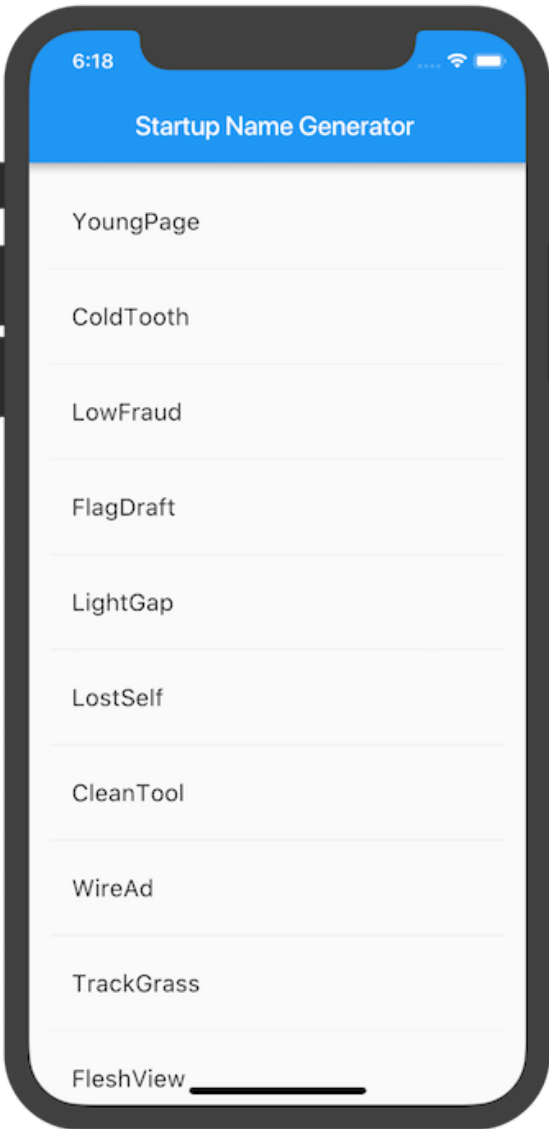 6:18
Startup Name Generator
YoungPage
ColdTooth
LowFraud
FlagDraft
LightGap
LostSelf
CleanTool
WireAd
TrackGrass
FleshView